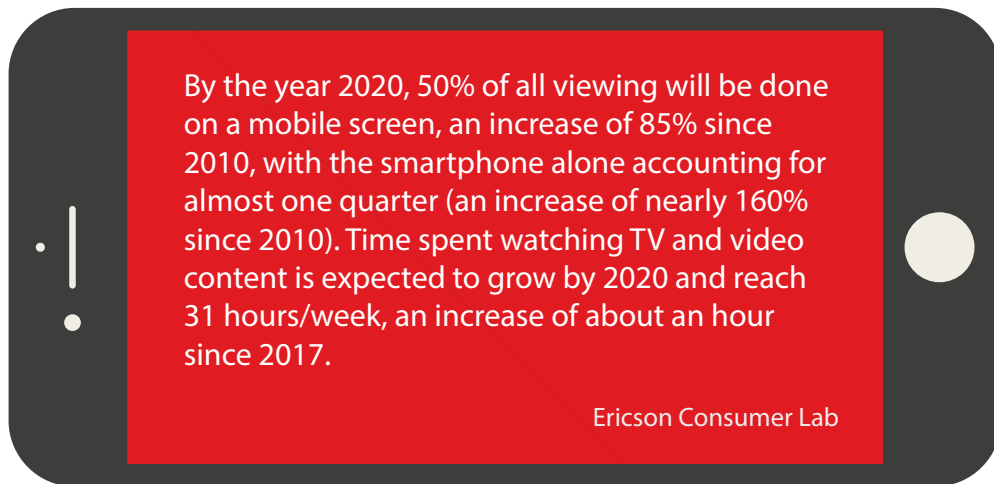 By the year 2020, 50% of all viewing will be done
on a mobile screen, an increase of 85% since
2010, with the smartphone alone accounting for
almost one quarter (an increase of nearly 160%
since 2010). Time spent watching TV and video
content is expected to grow by 2020 and reach
31 hours/week, an increase of about an hour
since 2017.
Ericson Consumer Lab